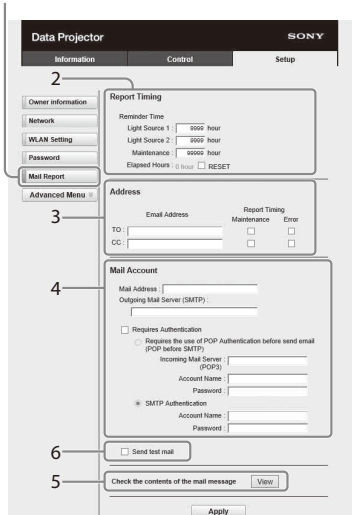 Data Projector SONY
Information Control Setup
2
Owner information
Network
WLAN Setting
Password
Mail Report
Advanced Menu
Report Timing
Reminder Time
Light Source 1 : 9999 hour
Light Source 2 : 9999 hour
Maintenance : 99999 hour
Elapsed Hours : 0 hour RESET
3
Address
Email Address
Report Timing
Maintenance Error
TO :
CC :
4
Mail Account
Mail Address :
Outgoing Mail Server (SMTP) :
Requires Authentication
Requires the use of POP Authentication before send email
(POP before SMTP)
Incoming Mail Server :
(POP3)
Account Name :
Password :
SMTP Authentication
Account Name :
Password :
6
Send test mail
5
Check the contents of the mail message View
Apply